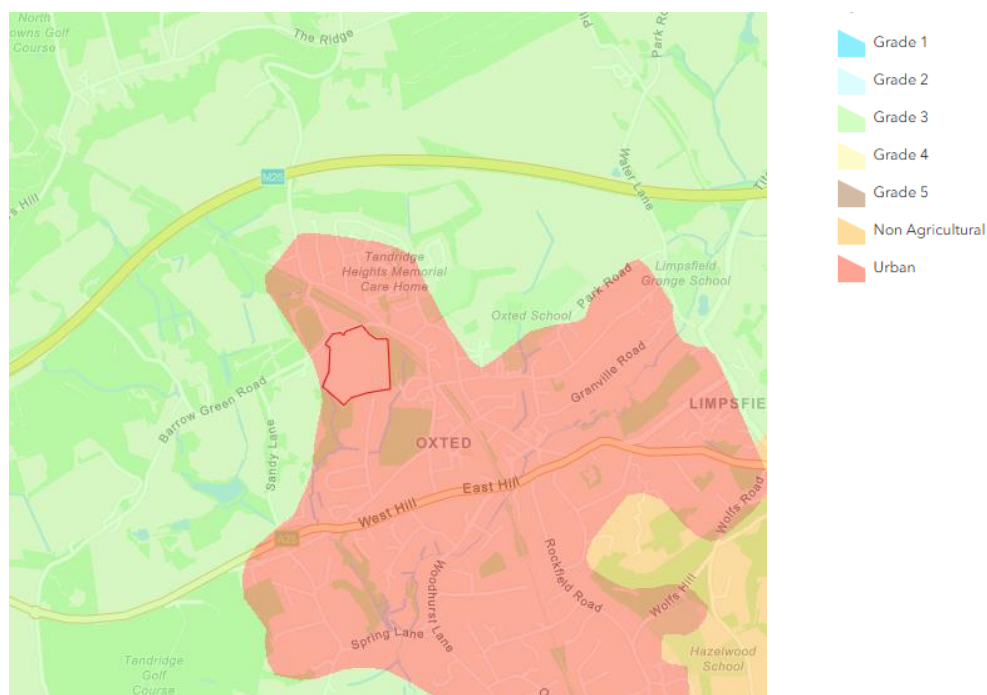 North
owns Golf
Course
The Ridge
Park Ro
M25
Water Lane
s Hill
Tandridge
Heights Memorial
Care Home
Limpsfield
Grange School
Park Road
Oxted School
Granville Road
Barrow Green Road
LIMPSFIE
OXTED
Sandy Lane
East Hill
West Hill
A25
Wolfs Road
Rockfield Road
Woodhurst Lane
Wolfs Hill
Spring Lane
Hazelwood
School
Tandridge
Golf
Course
Grade 1
Grade 2
Grade 3
Grade 4
Grade 5
Non Agricultural
Urban